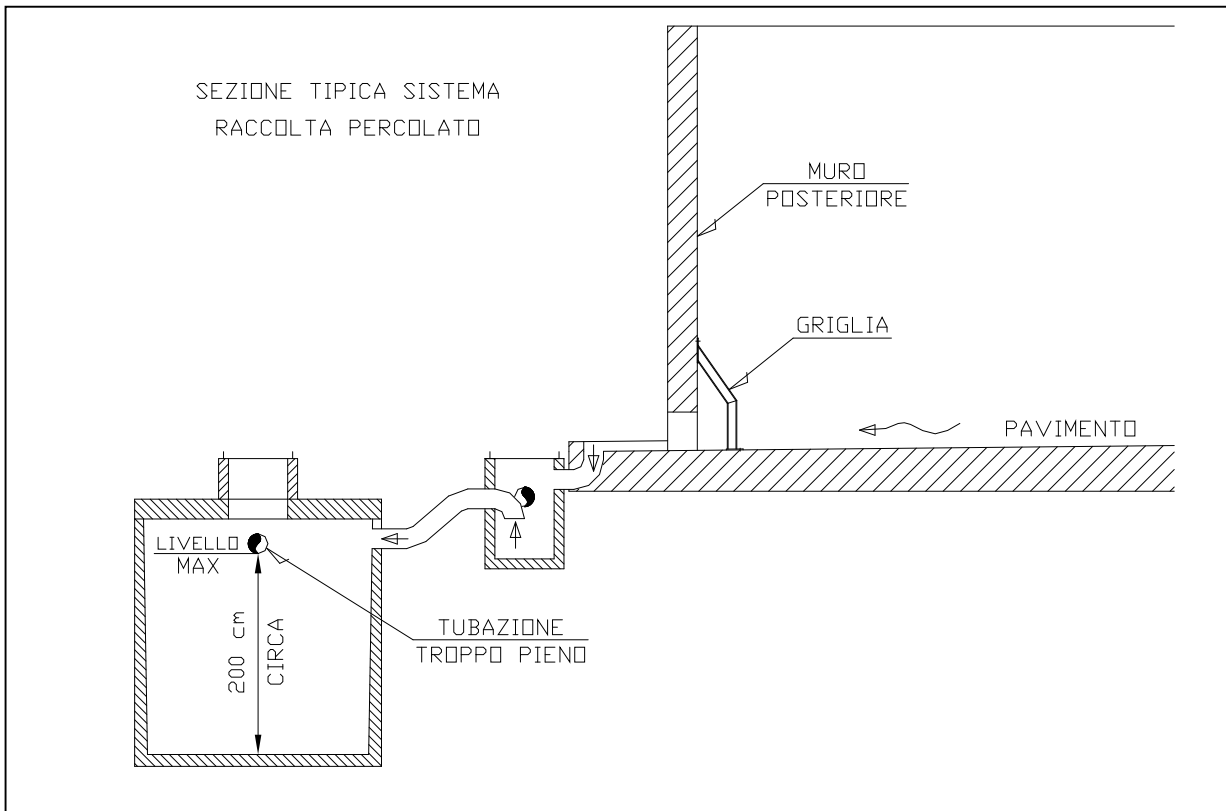 SEZIONE TIPICA SISTEMA
RACCOLTA PERCOLATO
MURO
POSTERIORE
GRIGLIA
PAVIMENTO
LIVELLO
MAX
200 cm
CIRCA
TUBAZIONE
TROPPO PIENO